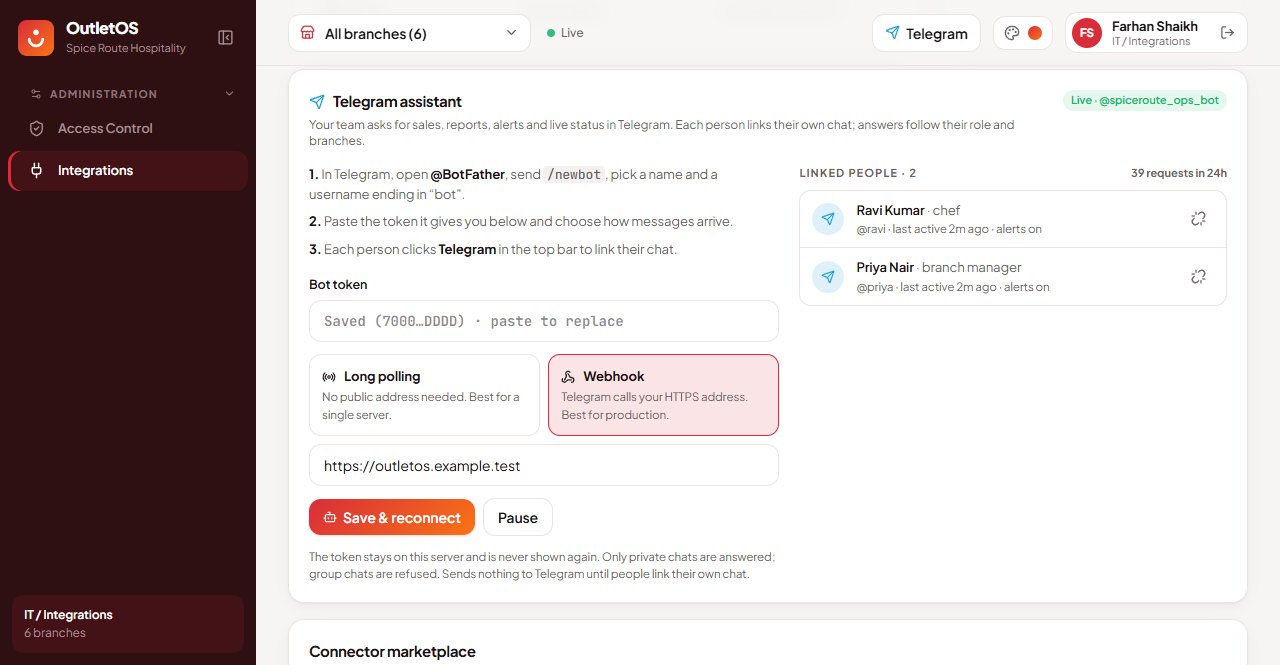 OutletOS
Spice Route Hospitality
ADMINISTRATION
Access Control
Integrations
IT / Integrations
6 branches
All branches (6)
Live
Telegram
FS
Farhan Shaikh
IT / Integrations
Telegram assistant
Live · @spiceroute_ops_bot
Your team asks for sales, reports, alerts and live status in Telegram. Each person links their own chat; answers follow their role and
branches.
1. In Telegram, open @BotFather, send /newbot, pick a name and a
username ending in “bot”.
2. Paste the token it gives you below and choose how messages arrive.
3. Each person clicks Telegram in the top bar to link their chat.
Bot token
Saved (7000…DDDD) · paste to replace
Long polling
No public address needed. Best for a
single server.
Webhook
Telegram calls your HTTPS address.
Best for production.
https://outletos.example.test
Save & reconnect
Pause
The token stays on this server and is never shown again. Only private chats are answered;
group chats are refused. Sends nothing to Telegram until people link their own chat.
LINKED PEOPLE · 2
39 requests in 24h
Ravi Kumar · chef
@ravi · last active 2m ago · alerts on
Priya Nair · branch manager
@priya · last active 2m ago · alerts on
Connector marketplace